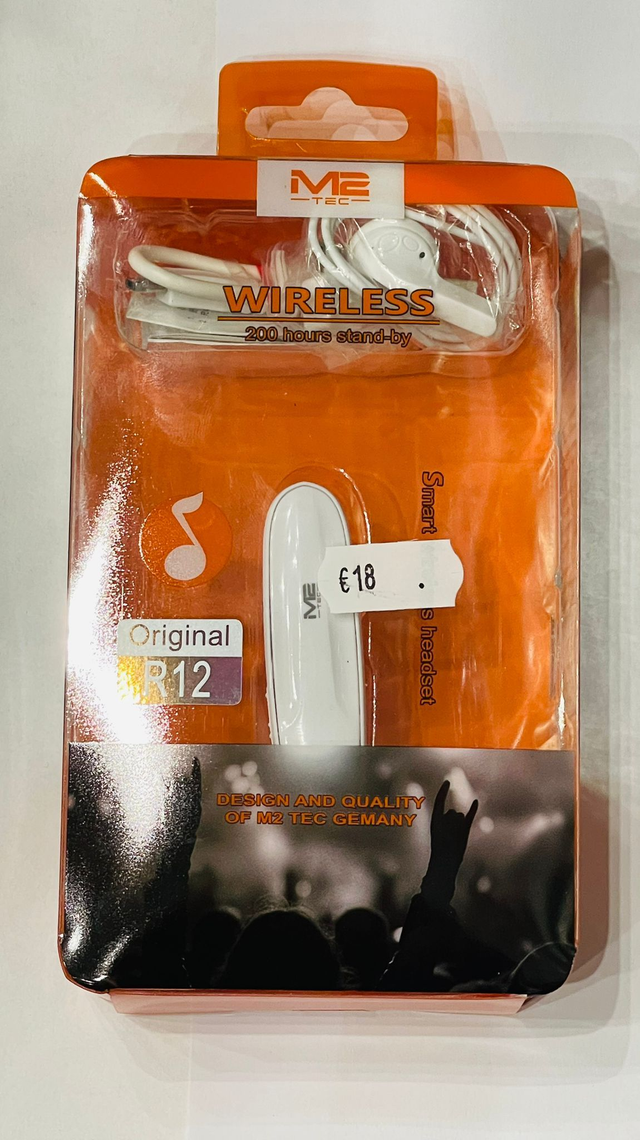 M2
TEC
WIRELESS
200 hours stand-by
Smart
s headset
M2
TEC
€18 .
Original
R12
DESIGN AND QUALITY
OF M2 TEC GEMANY